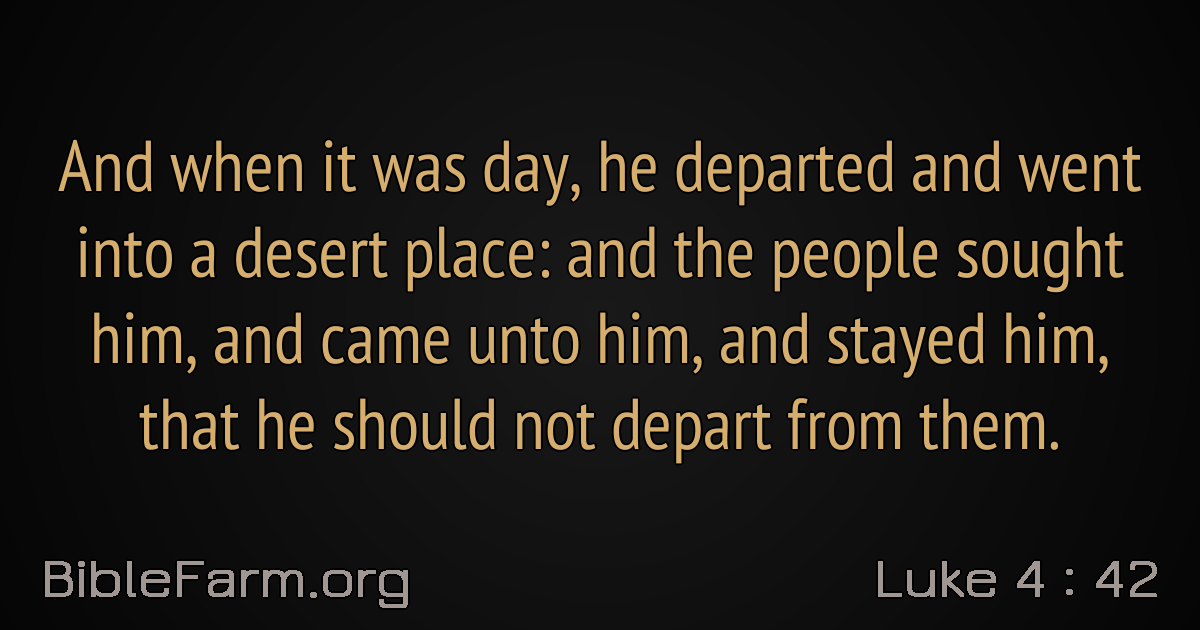 And when it was day, he departed and went
into a desert place: and the people sought
him, and came unto him, and stayed him,
that he should not depart from them.
BibleFarm.org
Luke 4 : 42